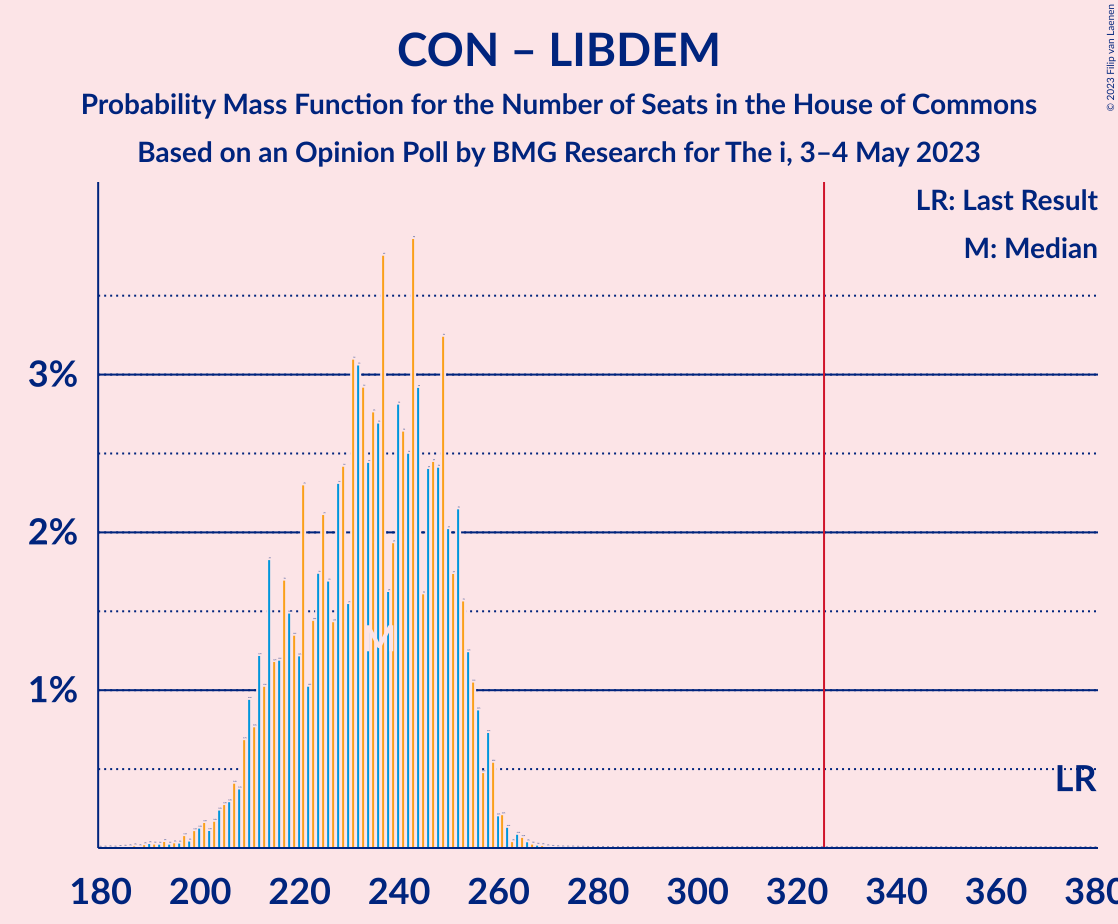 CON – LIBDEM
Probability Mass Function for the Number of Seats in the House of Commons
Based on an Opinion Poll by BMG Research for The i, 3–4 May 2023
© 2023 Filip van Laenen
LR: Last Result
M: Median
3%
2%
1%
M
LR
180 200 220 240 260 280 300 320 340 360 380